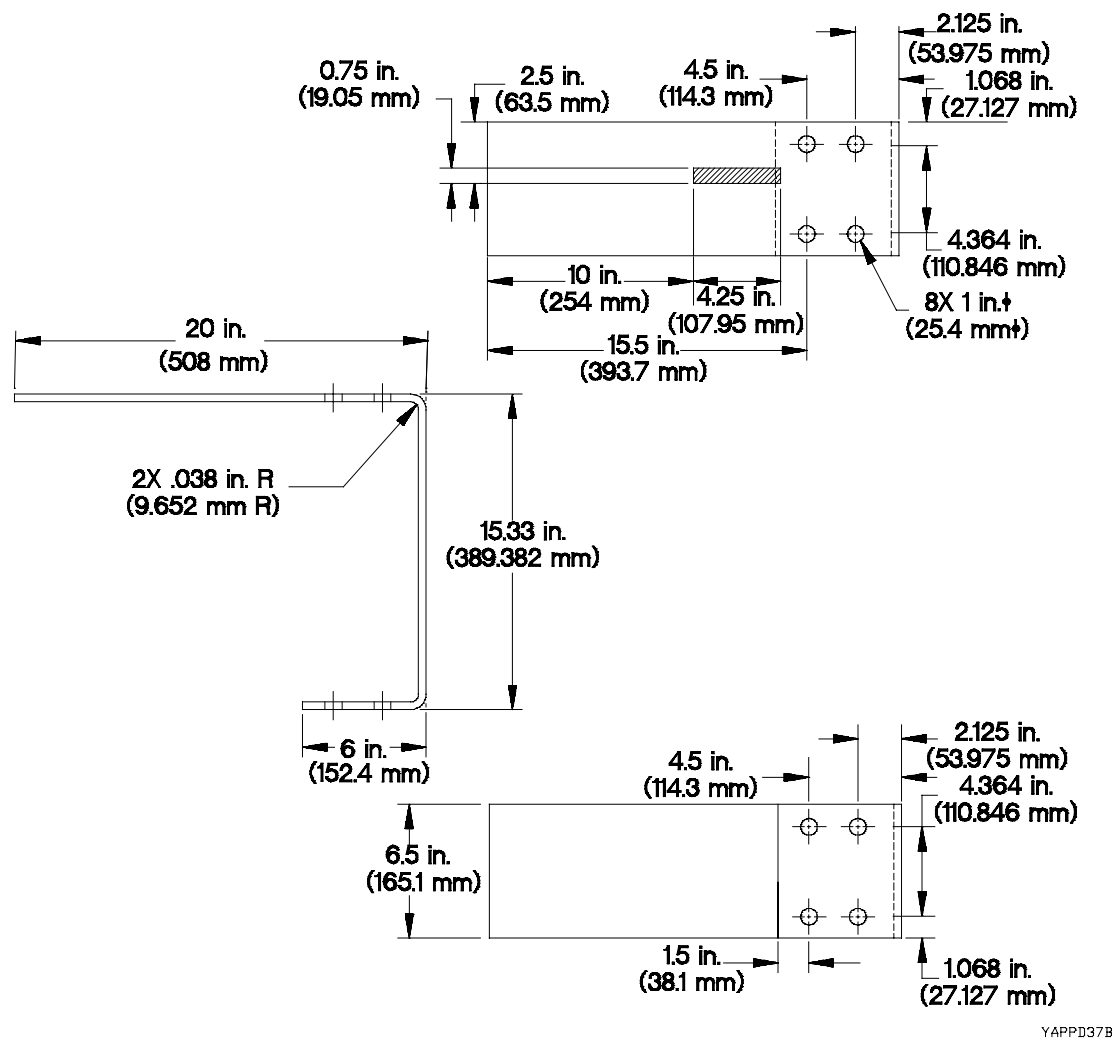 2.125 in.
(53.975 mm)
0.75 in.
(19.05 mm)
2.5 in.
(63.5 mm)
4.5 in.
(114.3 mm)
1.068 in.
(27.127 mm)
4.364 in.
(110.846 mm)
10 in.
(254 mm)
4.25 in.
(107.95 mm)
8X 1 in.ϕ
(25.4 mmϕ)
15.5 in.
(393.7 mm)
20 in.
(508 mm)
2X .038 in. R
(9.652 mm R)
15.33 in.
(389.382 mm)
6 in.
(152.4 mm)
2.125 in.
(53.975 mm)
4.5 in.
(114.3 mm)
4.364 in.
(110.846 mm)
6.5 in.
(165.1 mm)
1.5 in.
(38.1 mm)
1.068 in.
(27.127 mm)
YAPPD37B